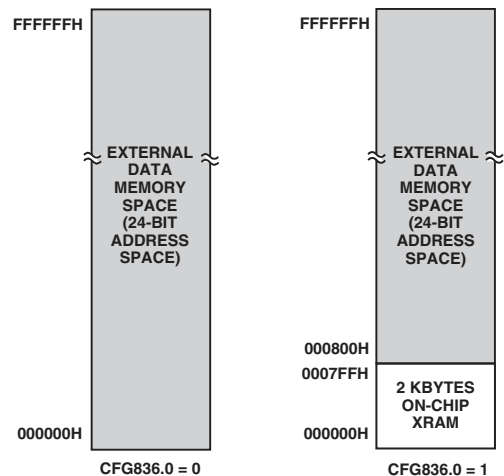 FFFFFFH
EXTERNAL
DATA
MEMORY
SPACE
(24-BIT
ADDRESS
SPACE)
000000H
CFG836.0 = 0
FFFFFFH
EXTERNAL
DATA
MEMORY
SPACE
(24-BIT
ADDRESS
SPACE)
000800H
0007FFH
2 KBYTES
ON-CHIP
XRAM
000000H
CFG836.0 = 1